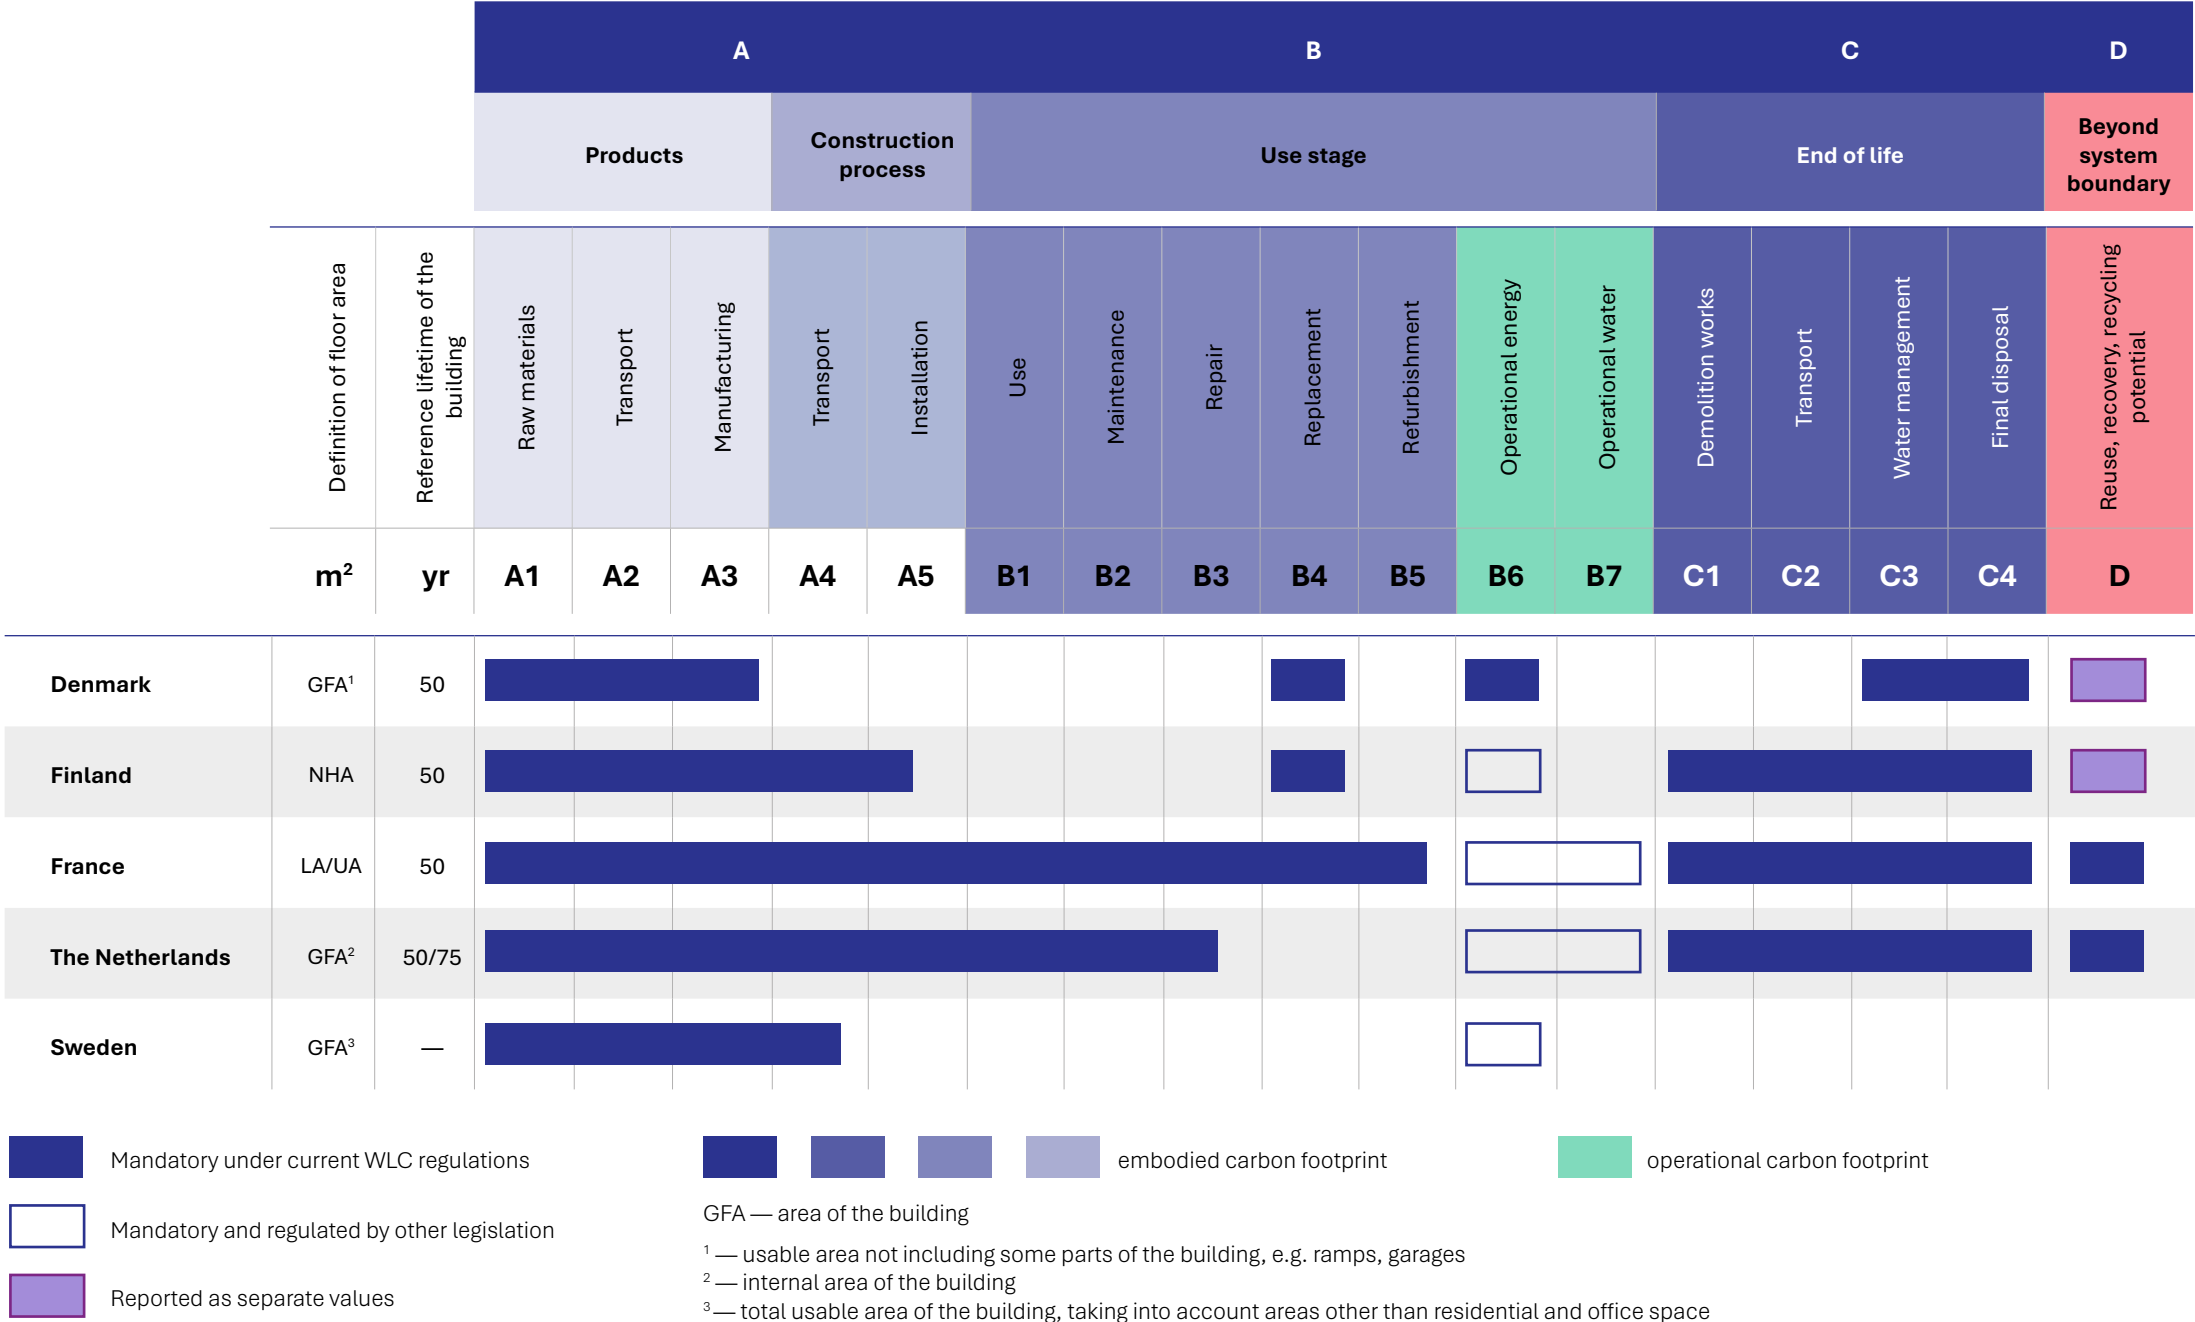 A B C D
Products
Construction
process
Use stage
End of life
Beyond
system
boundary
Definition of floor area
Reference lifetime of the
building
Raw materials
Transport
Manufacturing
Transport
Installation
Use
Maintenance
Repair
Replacement
Refurbishment
Operational energy
Operational water
Demolition works
Transport
Water management
Final disposal
Reuse, recovery, recycling
potential
m² yr A1 A2 A3 A4 A5 B1 B2 B3 B4 B5 B6 B7 C1 C2 C3 C4 D
Denmark GFA¹ 50
Finland NHA 50
France LA/UA 50
The Netherlands GFA² 50/75
Sweden GFA³ —
Mandatory under current WLC regulations
Mandatory and regulated by other legislation
Reported as separate values
embodied carbon footprint
operational carbon footprint
GFA — area of the building
¹ — usable area not including some parts of the building, e.g. ramps, garages
² — internal area of the building
³ — total usable area of the building, taking into account areas other than residential and office space